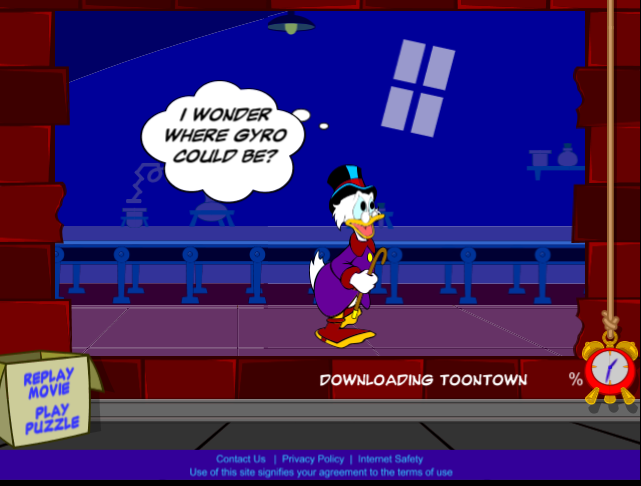 I WONDER
WHERE GYRO
COULD BE?
DOWNLOADING TOONTOWN %
REPLAY
MOVIE
PLAY
PUZZLE
Contact Us | Privacy Policy | Internet Safety
Use of this site signifies your agreement to the terms of use